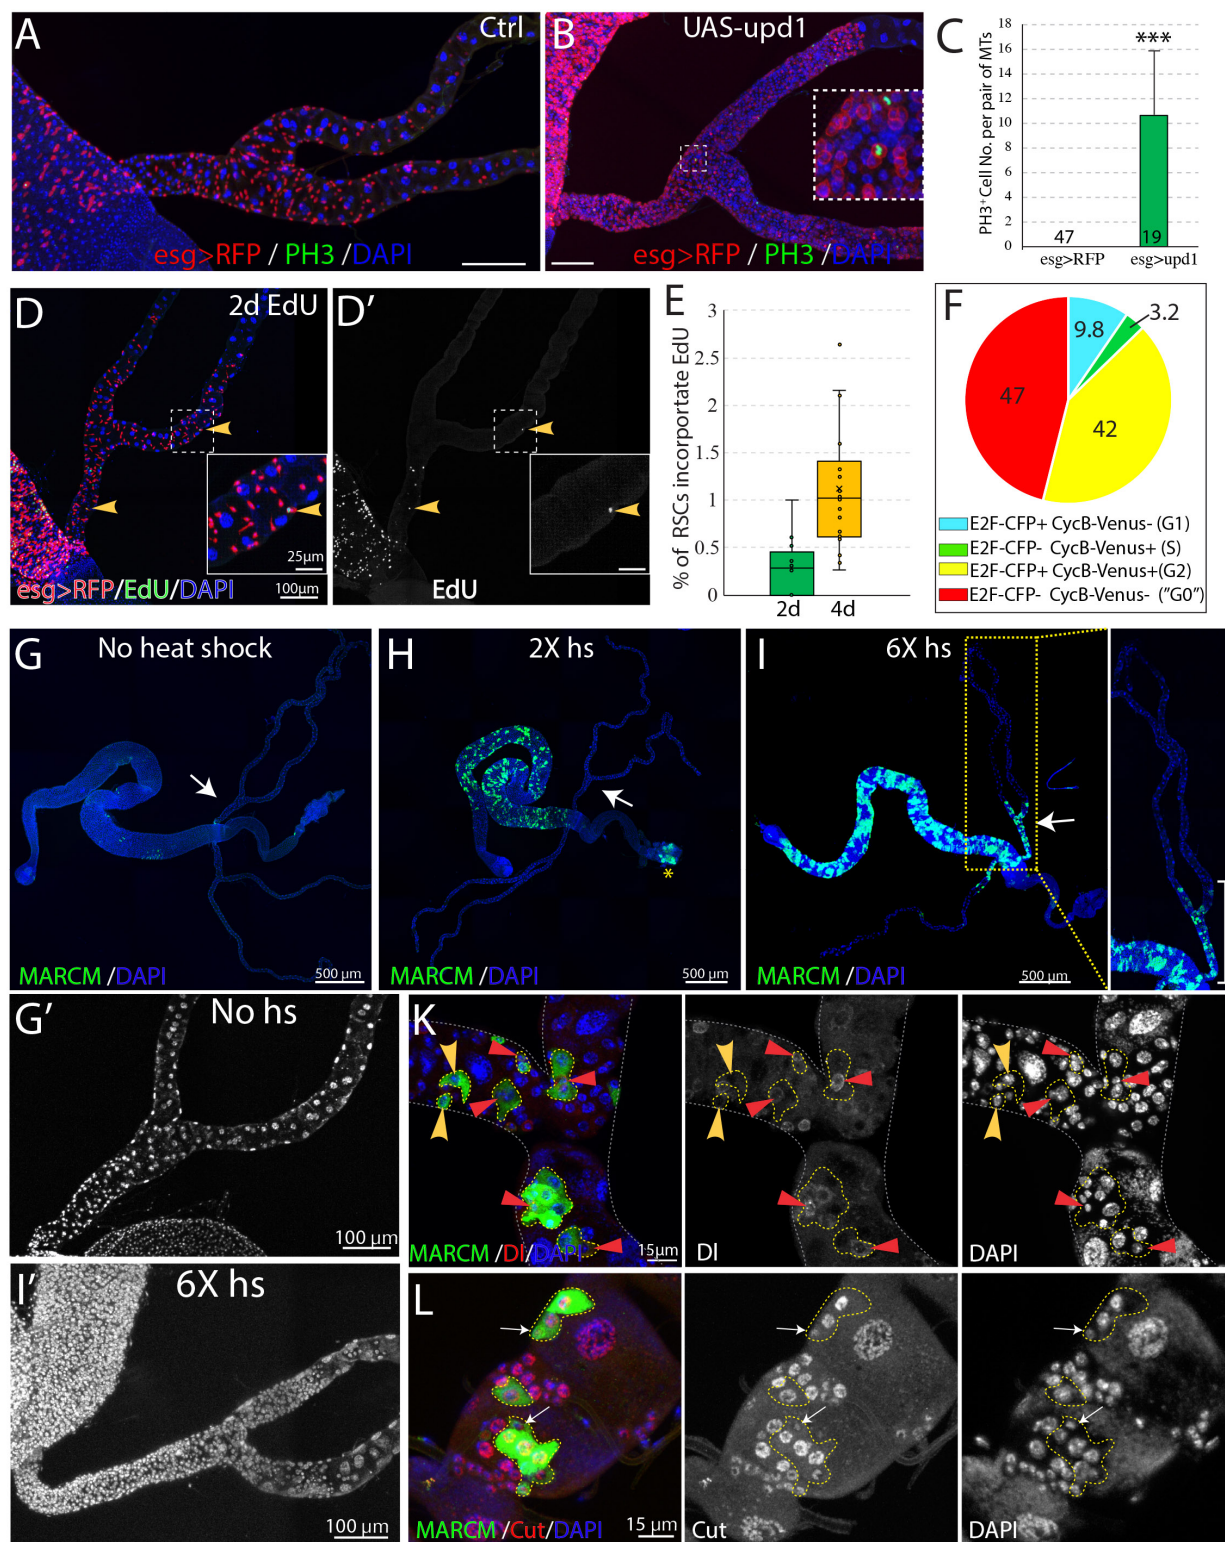 A
Ctrl
esg>RFP / PH3 /DAPI
B
UAS-upd1
esg>RFP / PH3 /DAPI
C
PH3⁺ Cell No. per pair of MTs
18
16
14
12
10
8
6
4
2
0
***
47
19
esg>RFP
esg>upd1
D
2d EdU
25µm
esg>RFP/EdU/DAPI
100µm
D′
EdU
E
% of RSCs incorportate EdU
3
2.5
2
1.5
1
0.5
0
2d
4d
F
9.8
3.2
47
42
E2F-CFP+ CycB-Venus- (G1)
E2F-CFP- CycB-Venus+ (S)
E2F-CFP+ CycB-Venus+(G2)
E2F-CFP- CycB-Venus- ("G0")
G
No heat shock
MARCM /DAPI
500 µm
H
2X hs
*
MARCM /DAPI
500 µm
I
6X hs
MARCM /DAPI
500 µm
G′
No hs
100 µm
K
MARCM /Dl/DAPI
15µm
Dl
DAPI
I′
6X hs
100 µm
L
MARCM /Cut/DAPI
15 µm
Cut
DAPI